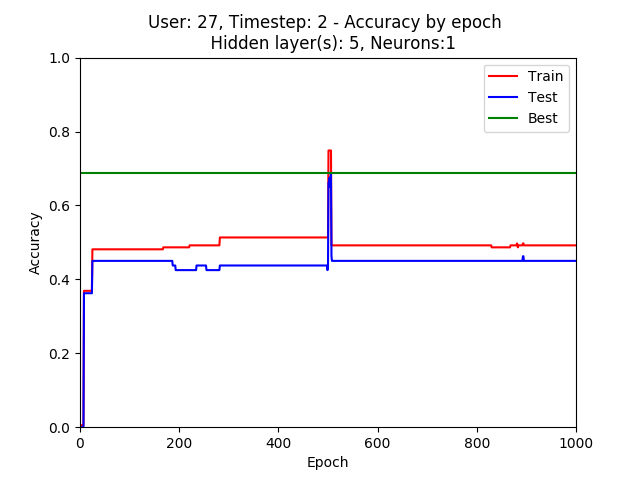 User: 27, Timestep: 2 - Accuracy by epoch
Hidden layer(s): 5, Neurons:1
1.0
0.8
0.6
0.4
0.2
0.0
Accuracy
Train
Test
Best
0 200 400 600 800 1000
Epoch